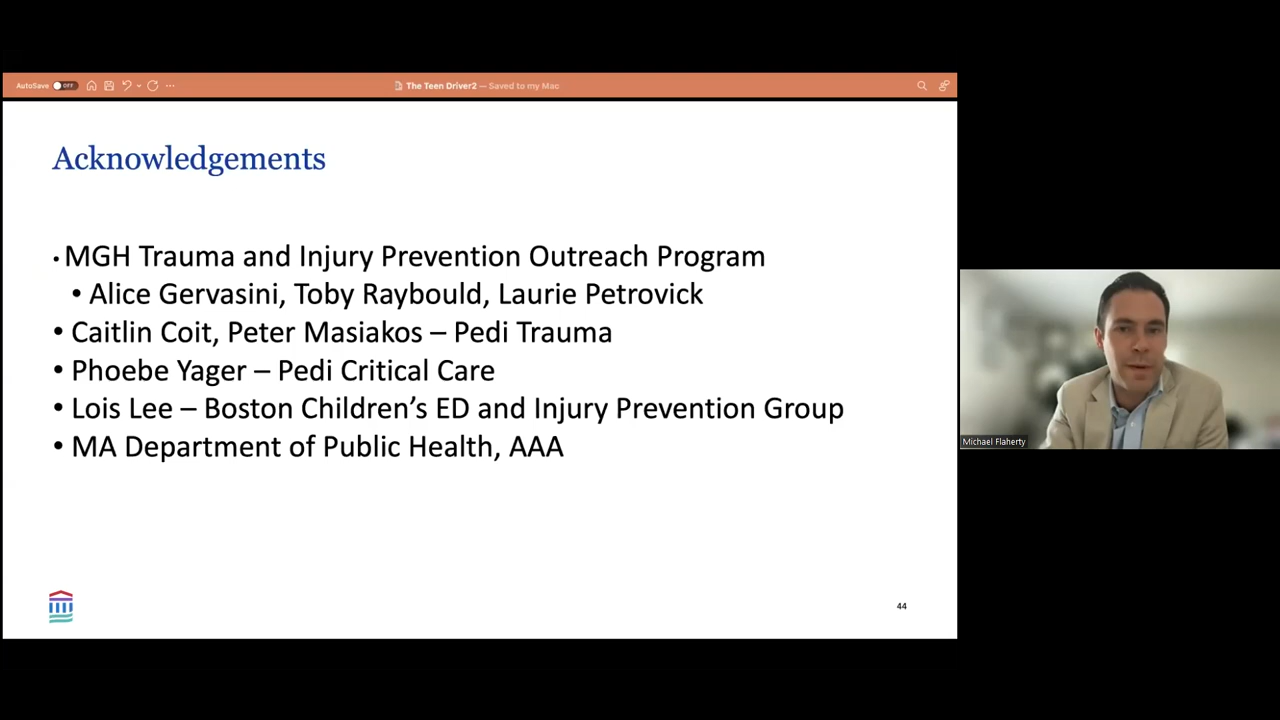 AutoSave OFF
The Teen Driver2 — Saved to my Mac
Acknowledgements
• MGH Trauma and Injury Prevention Outreach Program
• Alice Gervasini, Toby Raybould, Laurie Petrovick
• Caitlin Coit, Peter Masiakos – Pedi Trauma
• Phoebe Yager – Pedi Critical Care
• Lois Lee – Boston Children’s ED and Injury Prevention Group
• MA Department of Public Health, AAA
44
Michael Flaherty